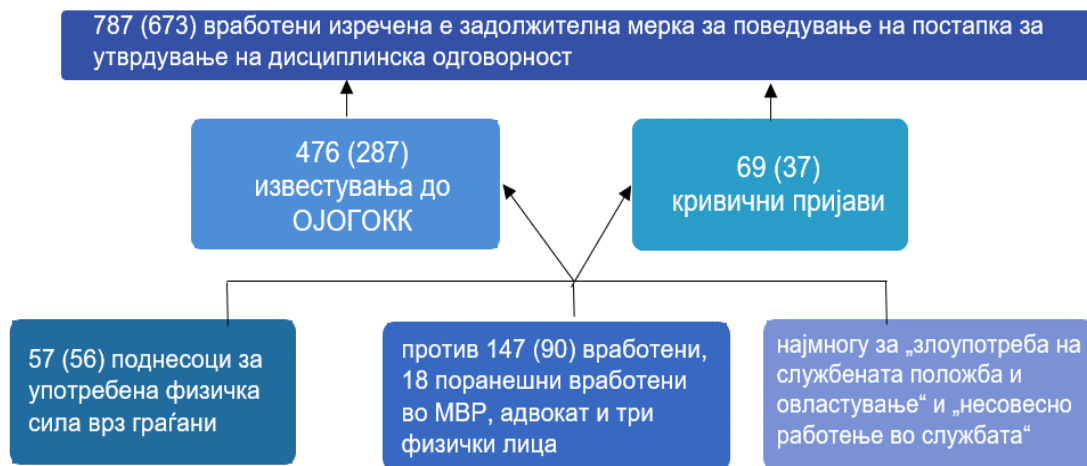 787 (673) вработени изречена е задолжителна мерка за поведување на постапка за
утврдување на дисциплинска одговорност
476 (287)
известувања до
ОЈОГОКК
69 (37)
кривични пријави
57 (56) поднесоци за
употребена физичка
сила врз граѓани
против 147 (90) вработени,
18 поранешни вработени
во МВР, адвокат и три
физички лица
најмногу за „злоупотреба на
службената положба и
овластување“ и „несовесно
работење во службата“